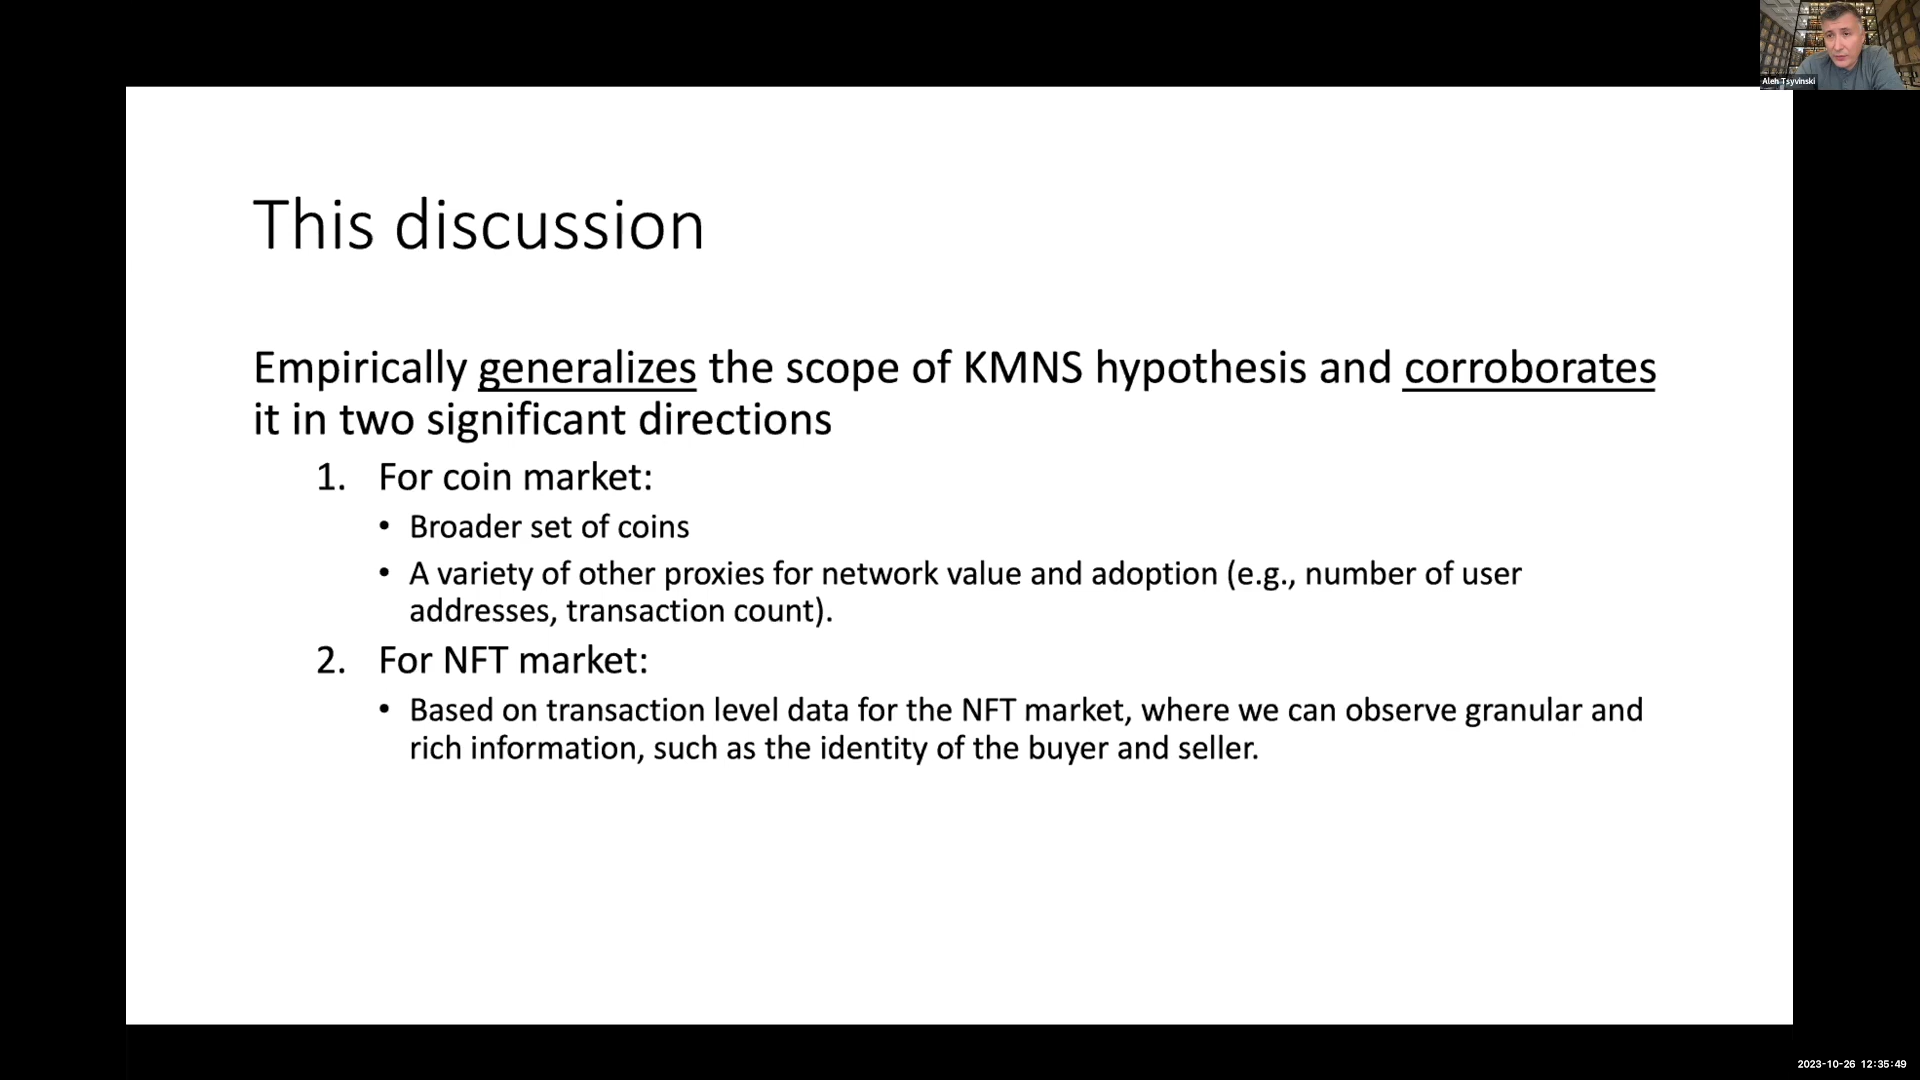 Aleh Tsyvinski
This discussion
Empirically generalizes the scope of KMNS hypothesis and corroborates
it in two significant directions
1. For coin market:
• Broader set of coins
• A variety of other proxies for network value and adoption (e.g., number of user
addresses, transaction count).
2. For NFT market:
• Based on transaction level data for the NFT market, where we can observe granular and
rich information, such as the identity of the buyer and seller.
2023-10-26 12:35:49